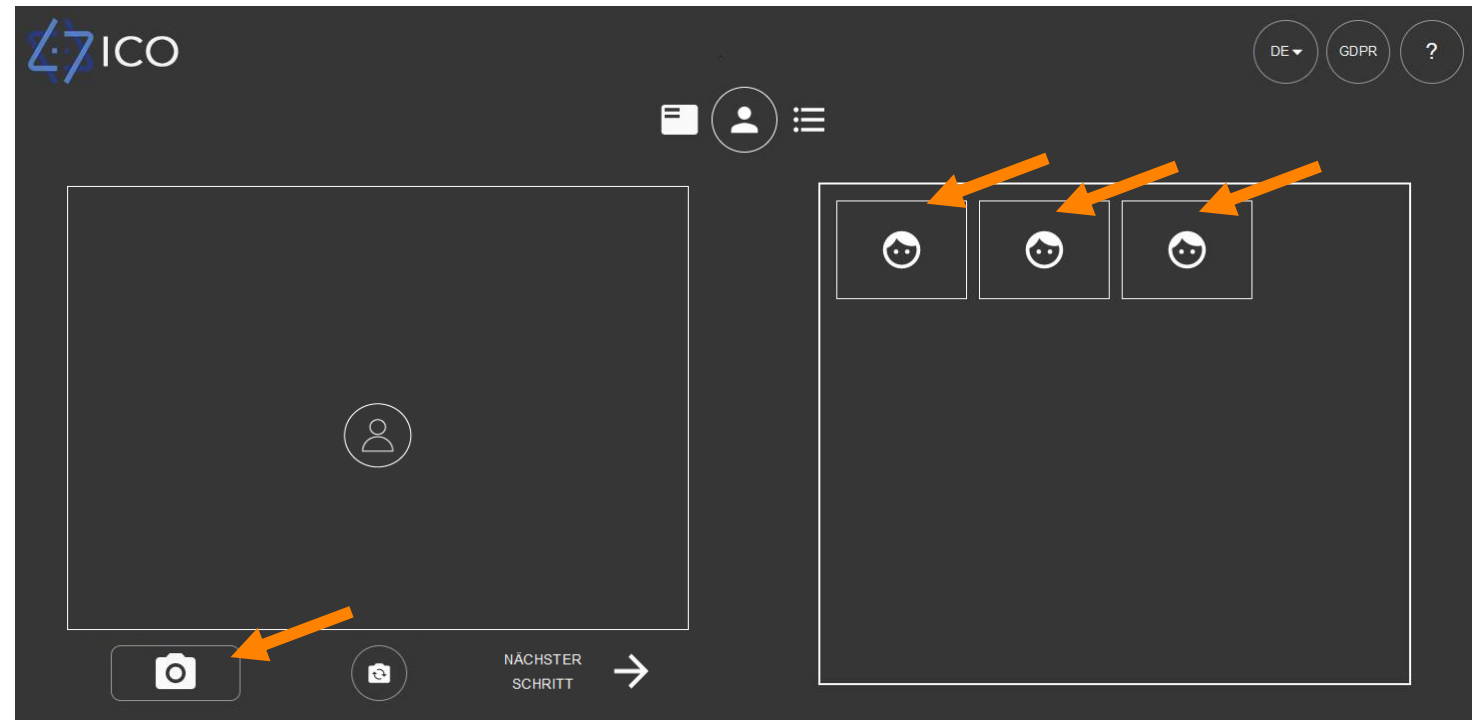 ICO
DE
GDPR
?
NÄCHSTER
SCHRITT